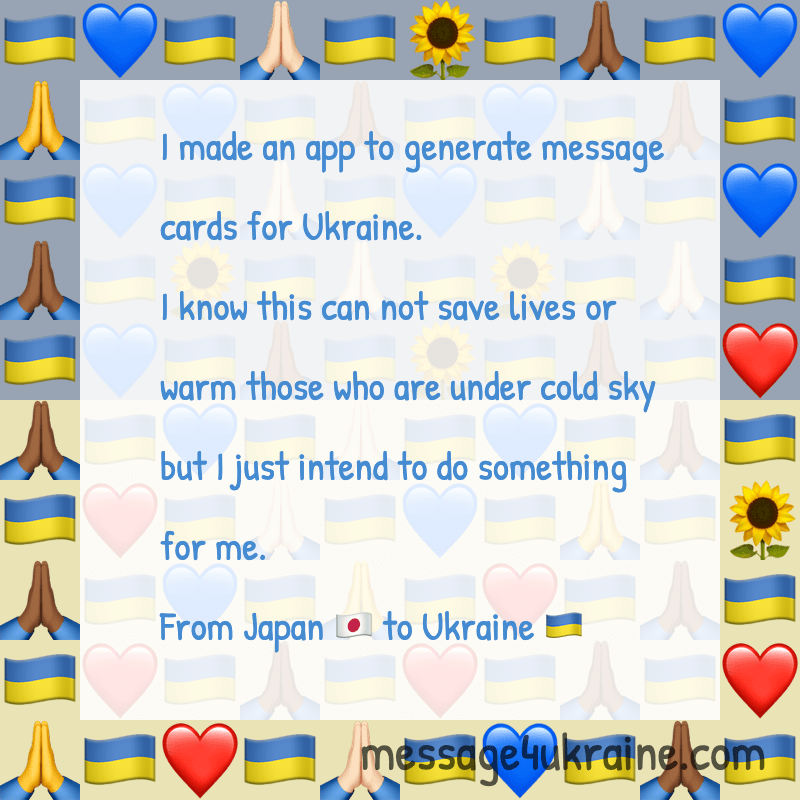 I made an app to generate message
cards for Ukraine.
I know this can not save lives or
warm those who are under cold sky
but I just intend to do something
for me.
From Japan 🇯🇵 to Ukraine 🇺🇦
message4ukraine.com